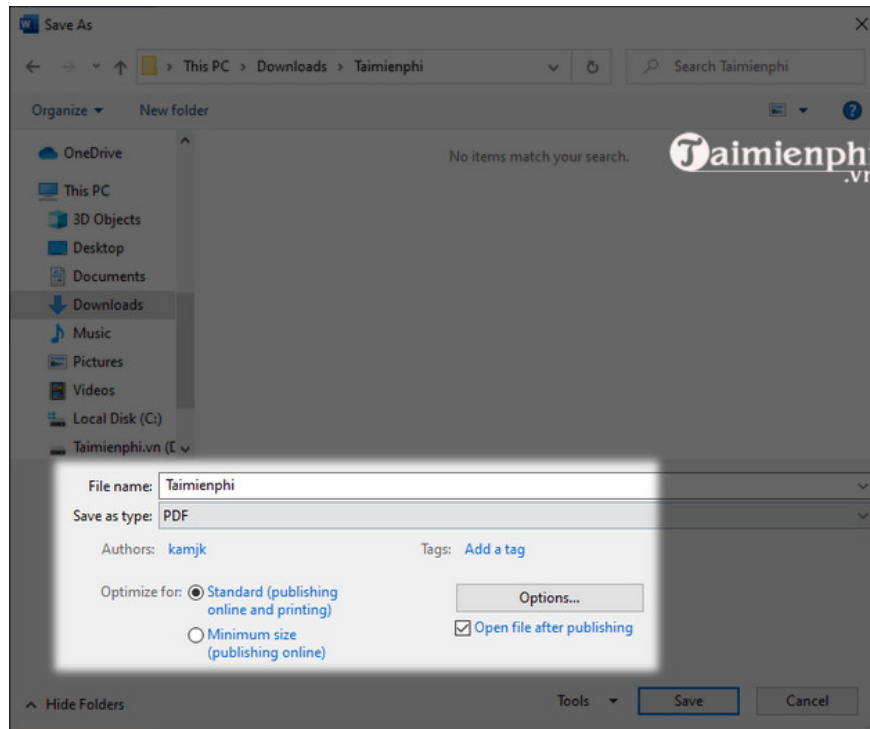 Save As
This PC > Downloads > Taimienphi
Search Taimienphi
Organize
New folder
OneDrive
No items match your search.
Taimienphi
.vn
This PC
3D Objects
Desktop
Documents
Downloads
Music
Pictures
Videos
Local Disk (C:)
Taimienphi.vn (D
File name: Taimienphi
Save as type: PDF
Authors: kamjk
Tags: Add a tag
Optimize for: Standard (publishing
online and printing)
Minimum size
(publishing online)
Options...
Open file after publishing
Hide Folders
Tools
Save
Cancel